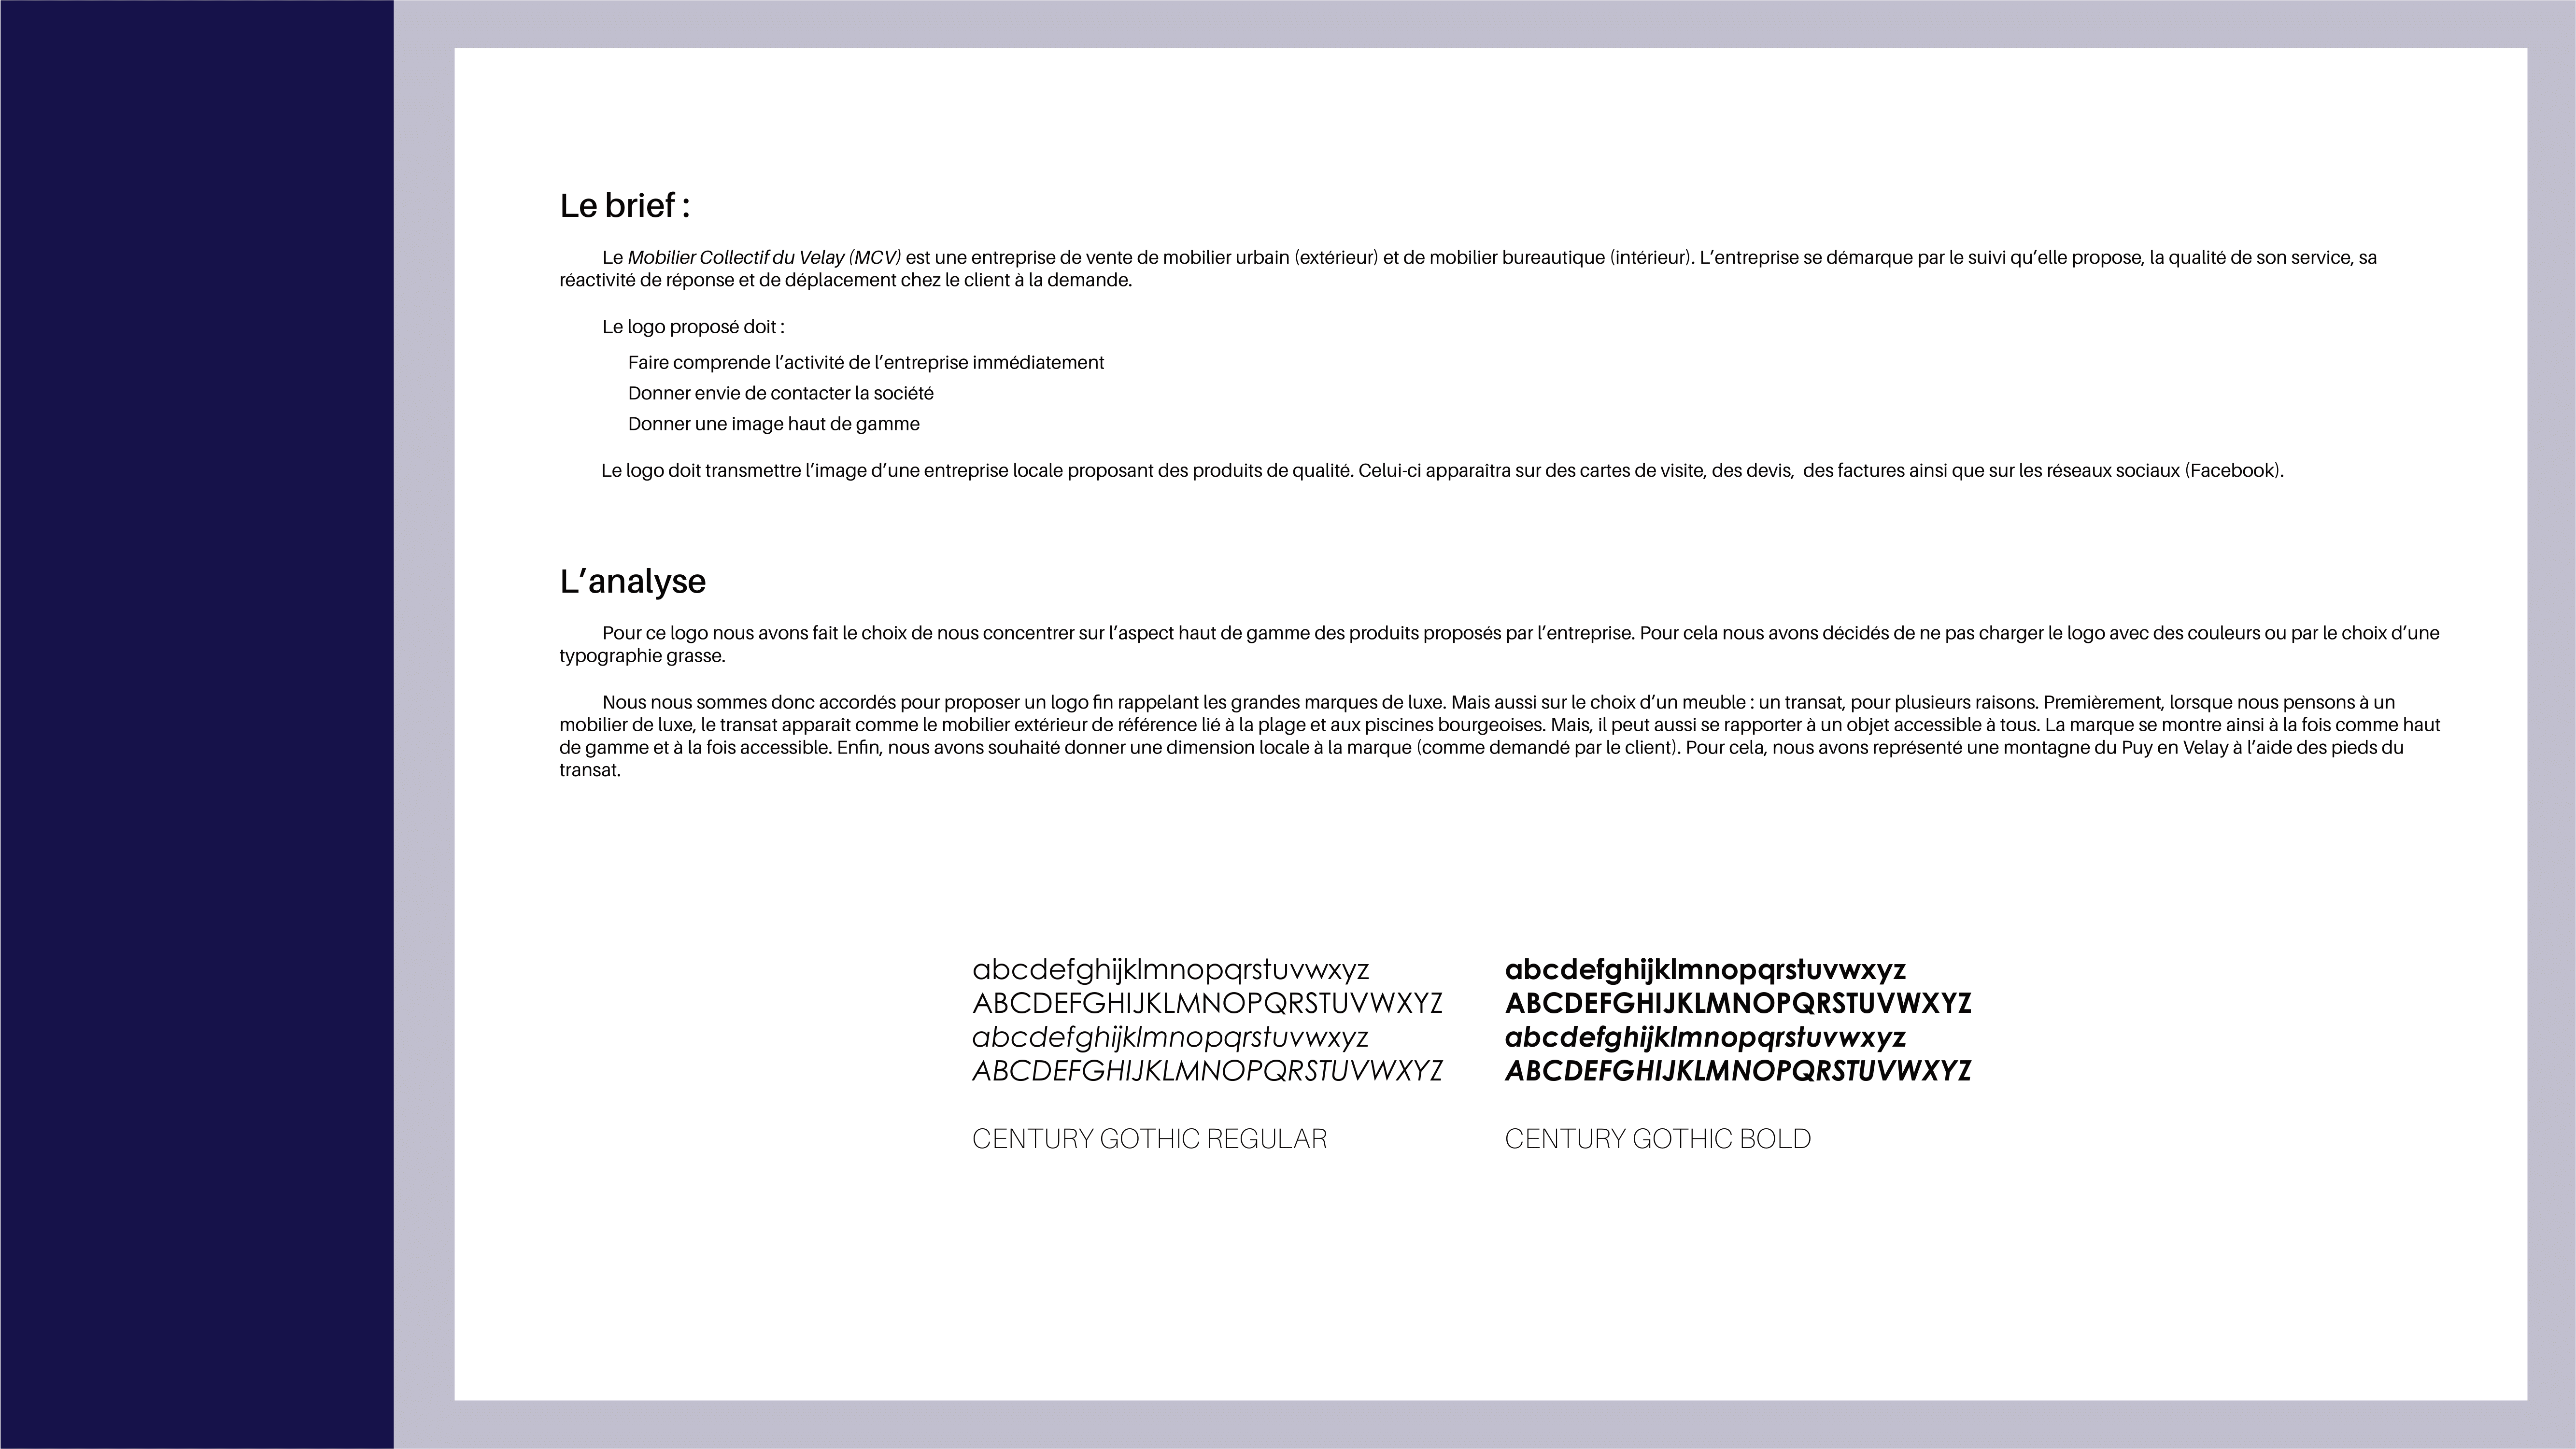 Le brief :
Le Mobilier Collectif du Velay (MCV) est une entreprise de vente de mobilier urbain (extérieur) et de mobilier bureautique (intérieur). L’entreprise se démarque par le suivi qu’elle propose, la qualité de son service, sa
réactivité de réponse et de déplacement chez le client à la demande.
Le logo proposé doit :
Faire comprende l’activité de l’entreprise immédiatement
Donner envie de contacter la société
Donner une image haut de gamme
Le logo doit transmettre l’image d’une entreprise locale proposant des produits de qualité. Celui-ci apparaîtra sur des cartes de visite, des devis,  des factures ainsi que sur les réseaux sociaux (Facebook).
L’analyse
Pour ce logo nous avons fait le choix de nous concentrer sur l’aspect haut de gamme des produits proposés par l’entreprise. Pour cela nous avons décidés de ne pas charger le logo avec des couleurs ou par le choix d’une
typographie grasse.
Nous nous sommes donc accordés pour proposer un logo fin rappelant les grandes marques de luxe. Mais aussi sur le choix d’un meuble : un transat, pour plusieurs raisons. Premièrement, lorsque nous pensons à un
mobilier de luxe, le transat apparaît comme le mobilier extérieur de référence lié à la plage et aux piscines bourgeoises. Mais, il peut aussi se rapporter à un objet accessible à tous. La marque se montre ainsi à la fois comme haut
de gamme et à la fois accessible. Enfin, nous avons souhaité donner une dimension locale à la marque (comme demandé par le client). Pour cela, nous avons représenté une montagne du Puy en Velay à l’aide des pieds du
transat.
abcdefghijklmnopqrstuvwxyz
ABCDEFGHIJKLMNOPQRSTUVWXYZ
abcdefghijklmnopqrstuvwxyz
ABCDEFGHIJKLMNOPQRSTUVWXYZ
CENTURY GOTHIC REGULAR
abcdefghijklmnopqrstuvwxyz
ABCDEFGHIJKLMNOPQRSTUVWXYZ
abcdefghijklmnopqrstuvwxyz
ABCDEFGHIJKLMNOPQRSTUVWXYZ
CENTURY GOTHIC BOLD